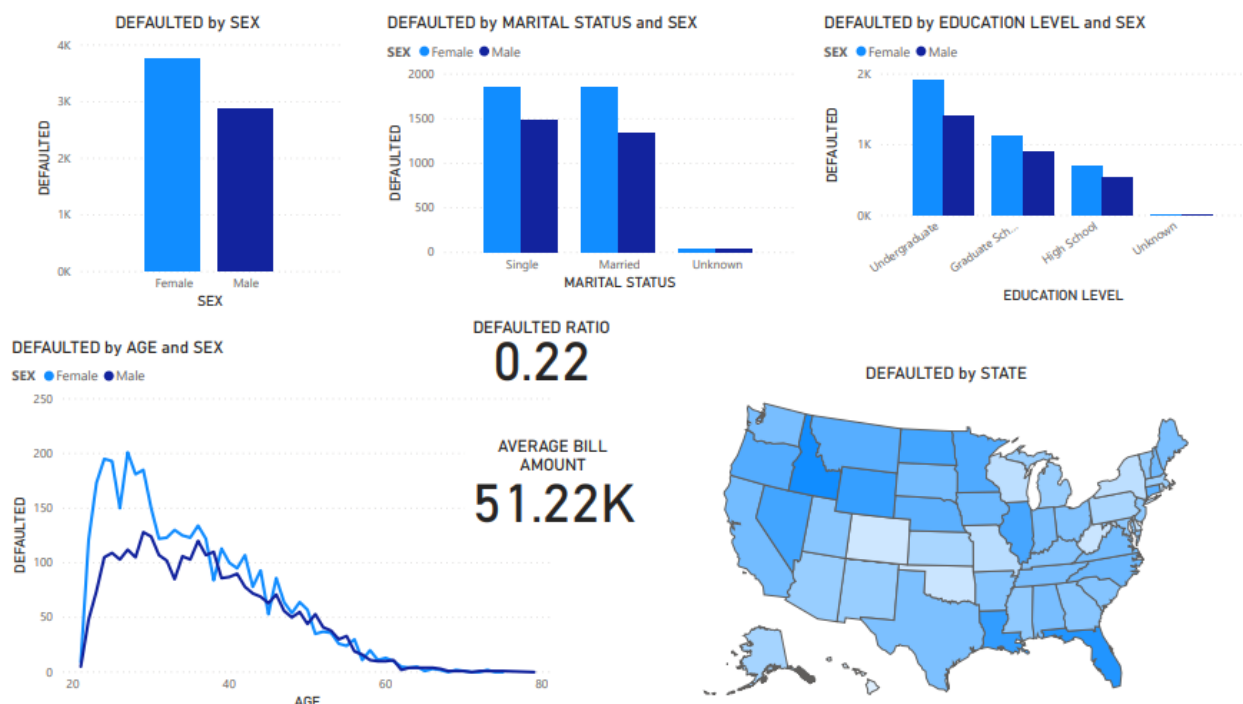 DEFAULTED by SEX
4K
3K
2K
1K
0K
DEFAULTED
Female Male
SEX
DEFAULTED by MARITAL STATUS and SEX
SEX Female Male
2000
1500
1000
500
0
DEFAULTED
Single Married Unknown
MARITAL STATUS
DEFAULTED by EDUCATION LEVEL and SEX
SEX Female Male
2K
1K
0K
DEFAULTED
Undergraduate Graduate Sch... High School Unknown
EDUCATION LEVEL
DEFAULTED by AGE and SEX
SEX Female Male
250
200
150
100
50
0
DEFAULTED
20 40 60 80
AGE
DEFAULTED RATIO
0.22
AVERAGE BILL
AMOUNT
51.22K
DEFAULTED by STATE